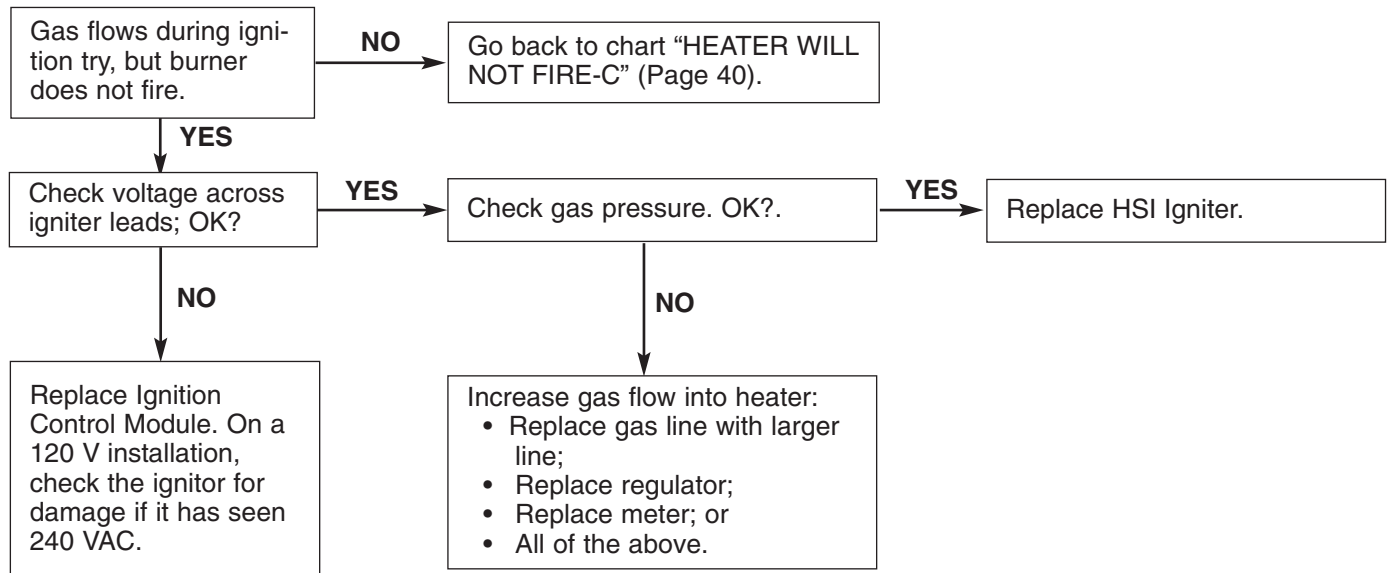 Gas flows during igni-
tion try, but burner
does not fire.
NO
Go back to chart “HEATER WILL
NOT FIRE-C” (Page 40).
YES
Check voltage across
igniter leads; OK?
YES
Check gas pressure. OK?.
YES
Replace HSI Igniter.
NO
NO
Replace Ignition
Control Module. On a
120 V installation,
check the ignitor for
damage if it has seen
240 VAC.
Increase gas flow into heater:
• Replace gas line with larger
line;
• Replace regulator;
• Replace meter; or
• All of the above.